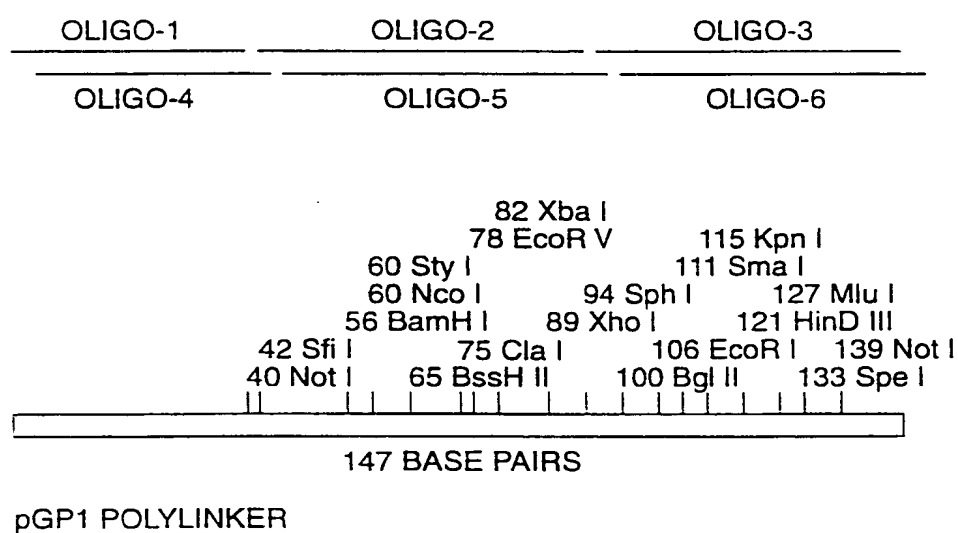 OLIGO-1 OLIGO-2 OLIGO-3
OLIGO-4 OLIGO-5 OLIGO-6
82 Xba I
78 EcoR V 115 Kpn I
60 Sty I 111 Sma I
60 Nco I 94 Sph I 127 Mlu I
56 BamH I 89 Xho I 121 HinD III
42 Sfi I 75 Cla I 106 EcoR I 139 Not I
40 Not I 65 BssH II 100 Bgl II 133 Spe I
147 BASE PAIRS
pGP1 POLYLINKER